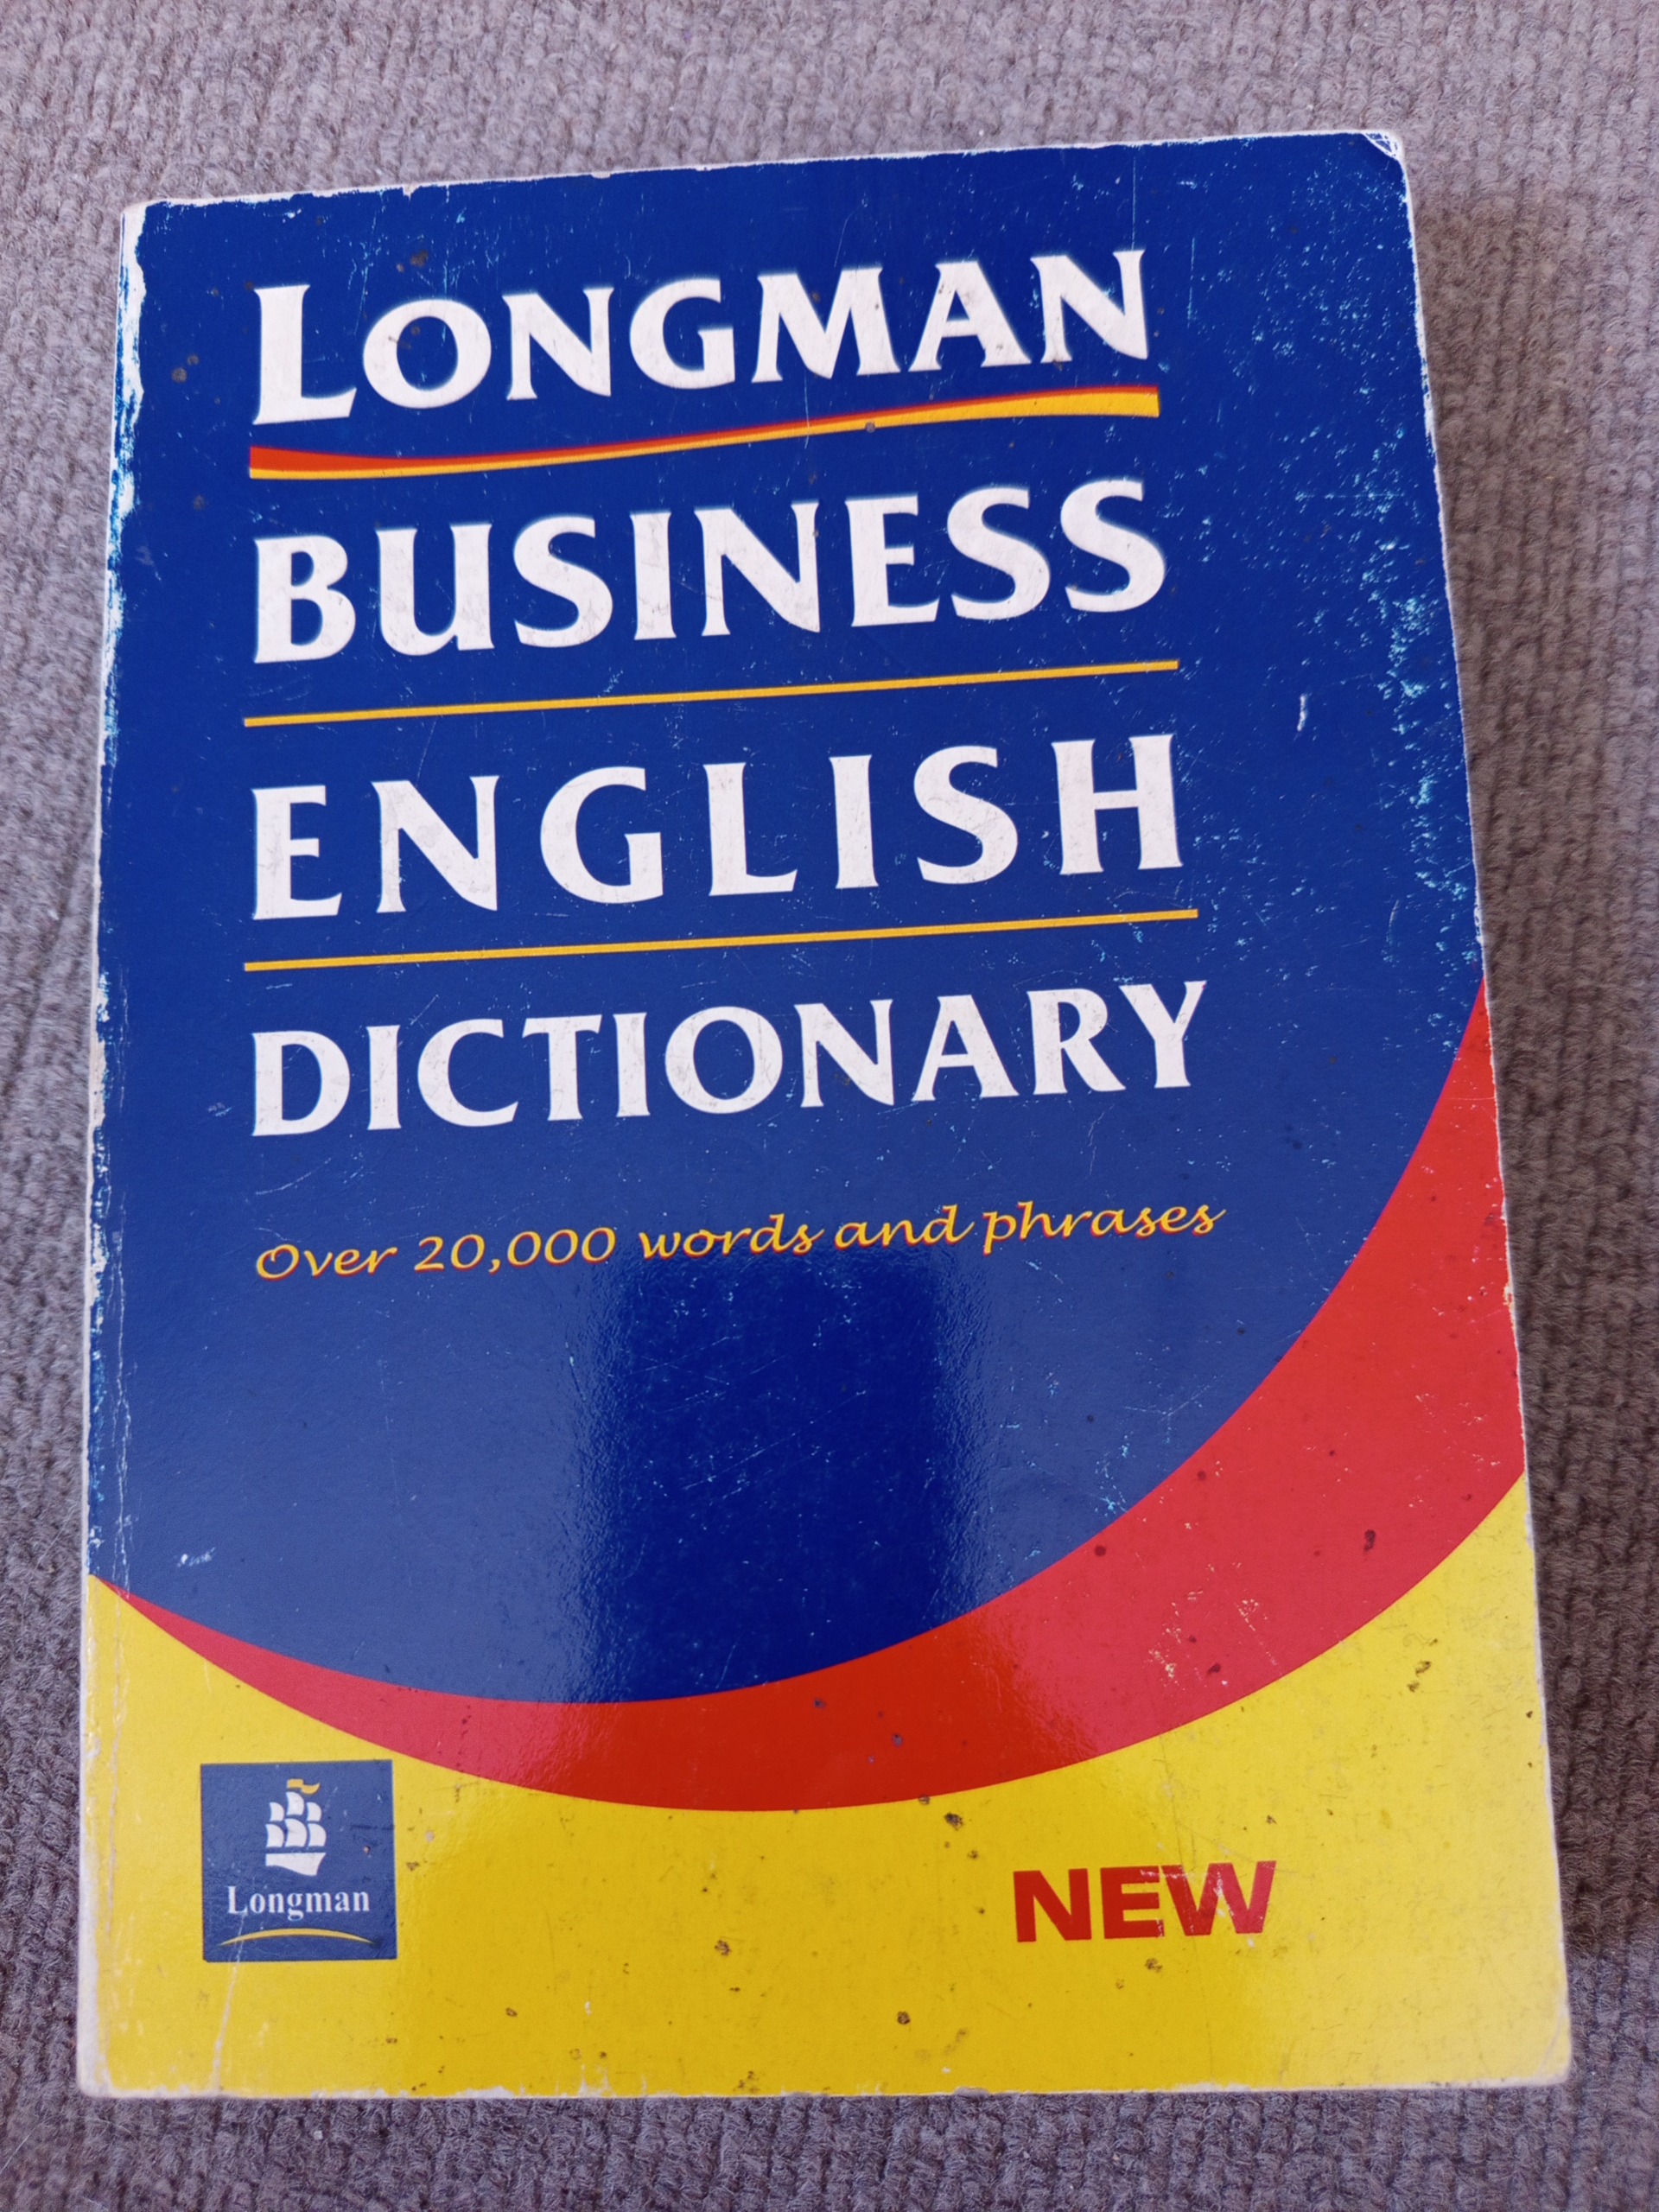 LONGMAN
BUSINESS
ENGLISH
DICTIONARY
Over 20,000 words and phrases
Longman
NEW